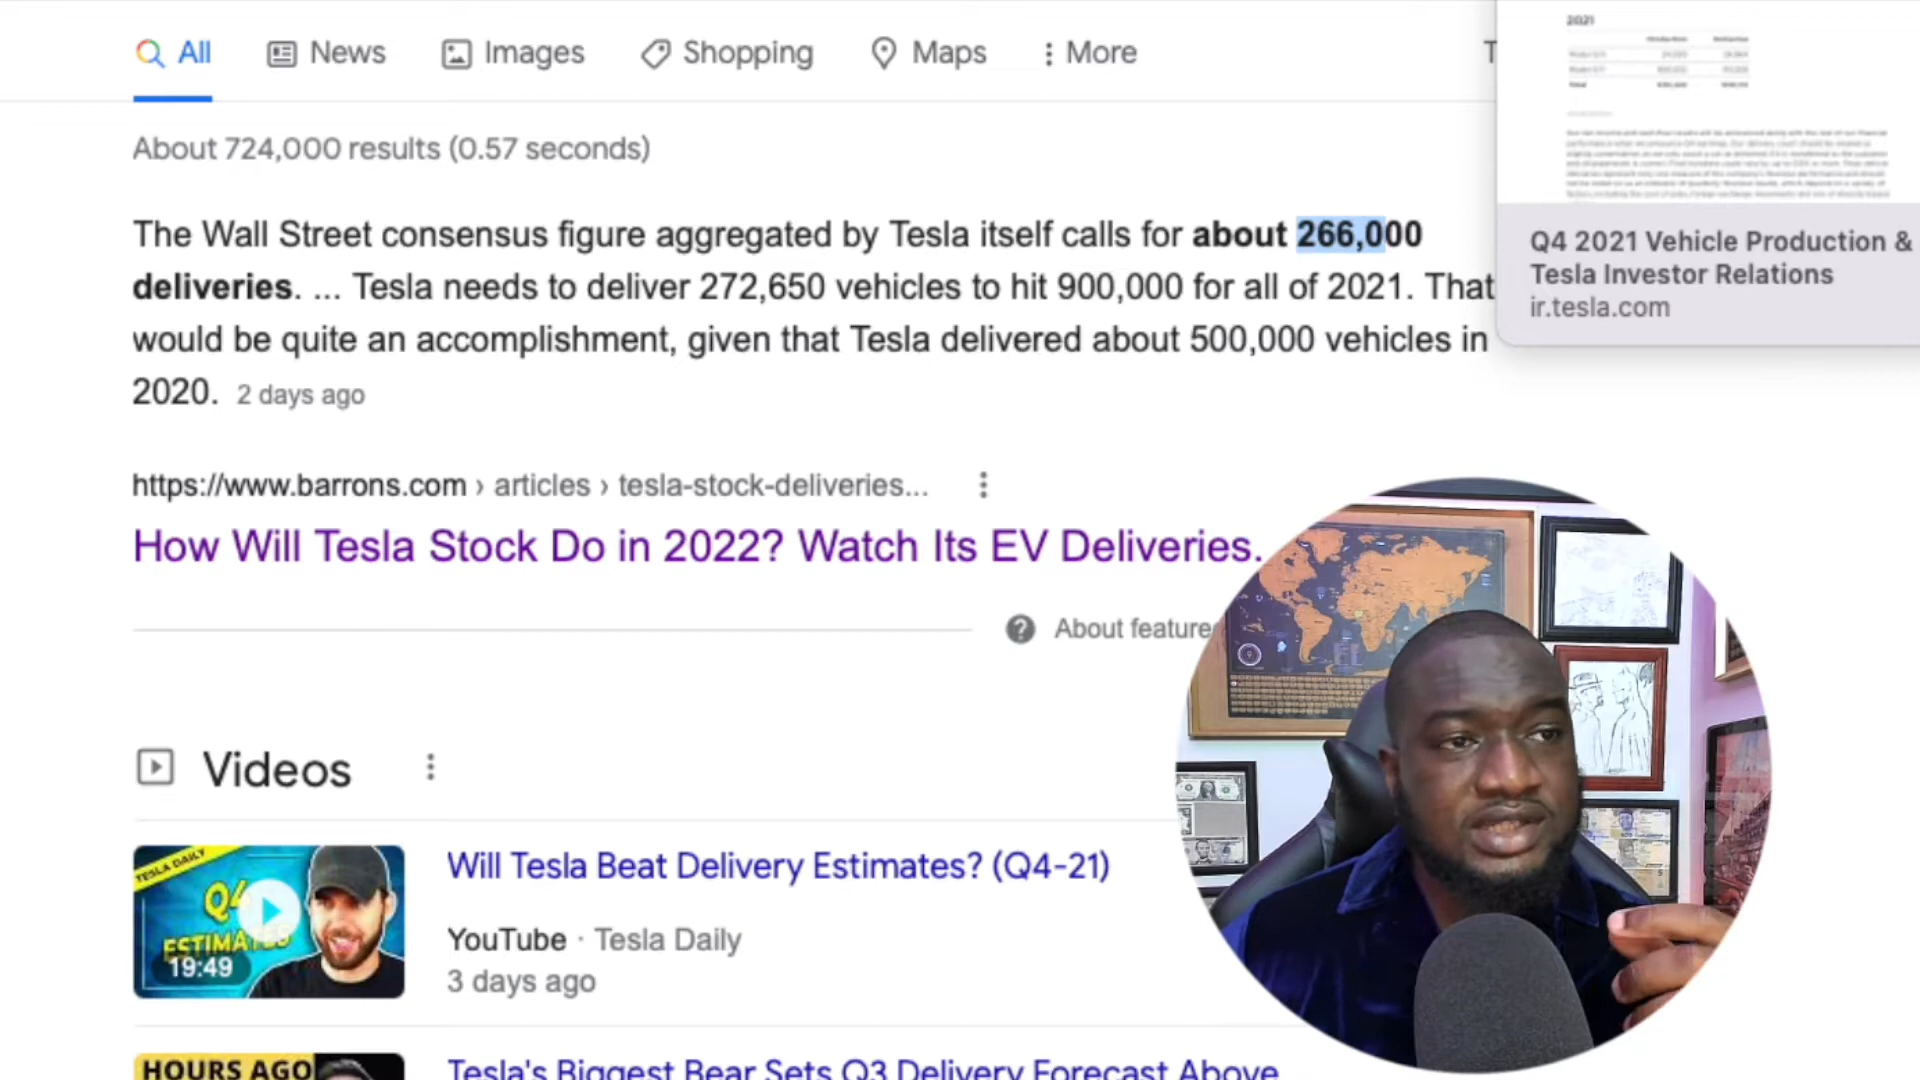 All
News
Images
Shopping
Maps
More
2021
About 724,000 results (0.57 seconds)
The Wall Street consensus figure aggregated by Tesla itself calls for about 266,000
deliveries. ... Tesla needs to deliver 272,650 vehicles to hit 900,000 for all of 2021. That
would be quite an accomplishment, given that Tesla delivered about 500,000 vehicles in
2020. 2 days ago
Q4 2021 Vehicle Production &
Tesla Investor Relations
ir.tesla.com
https://www.barrons.com › articles › tesla-stock-deliveries...
How Will Tesla Stock Do in 2022? Watch Its EV Deliveries.
About feature
Videos
TESLA DAILY
Q4
ESTIMATES
19:49
Will Tesla Beat Delivery Estimates? (Q4-21)
YouTube · Tesla Daily
3 days ago
HOURS AGO
Tesla's Biggest Bear Sets Q3 Delivery Forecast Above